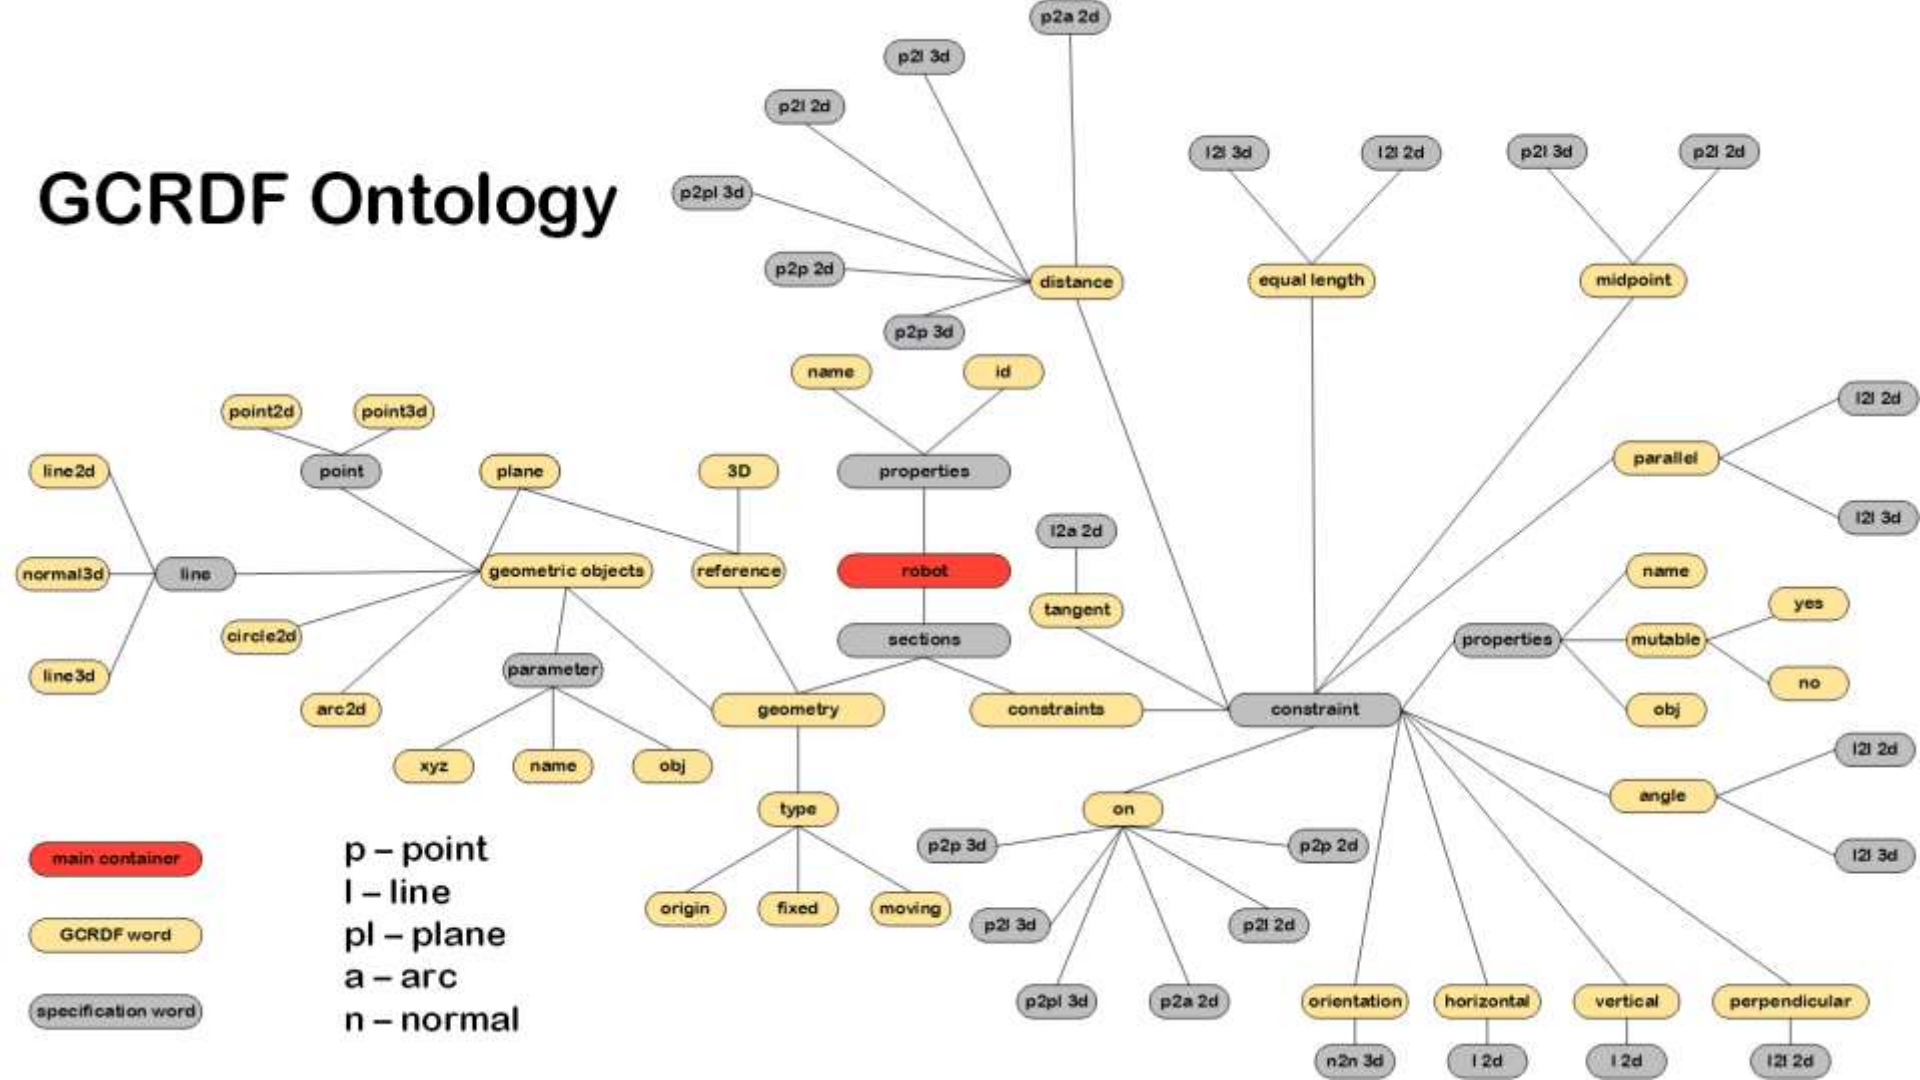 p2a 2d
p2l 3d
p2l 2d
l2l 3d
l2l 2d
p2l 3d
p2l 2d
GCRDF Ontology
p2pl 3d
p2p 2d
distance
equal length
midpoint
p2p 3d
name
id
l2l 2d
point2d
point3d
parallel
line2d
point
plane
3D
properties
l2l 3d
l2a 2d
normal3d
line
geometric objects
reference
robot
name
tangent
yes
circle2d
sections
properties
mutable
line3d
parameter
no
arc2d
geometry
constraints
constraint
obj
l2l 2d
xyz
name
obj
type
on
angle
p2p 3d
p2p 2d
main container
p – point
l2l 3d
l – line
origin
fixed
moving
p2l 3d
p2l 2d
GCRDF word
pl – plane
a – arc
p2pl 3d
p2a 2d
orientation
horizontal
vertical
perpendicular
specification word
n – normal
n2n 3d
l 2d
l 2d
l2l 2d